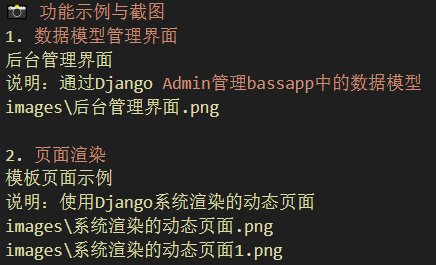 📷 功能示例与截图
1. 数据模型管理界面
后台管理界面
说明：通过Django Admin管理bassapp中的数据模型
images\后台管理界面.png
2. 页面渲染
模板页面示例
说明：使用Django系统渲染的动态页面
images\系统渲染的动态页面.png
images\系统渲染的动态页面1.png